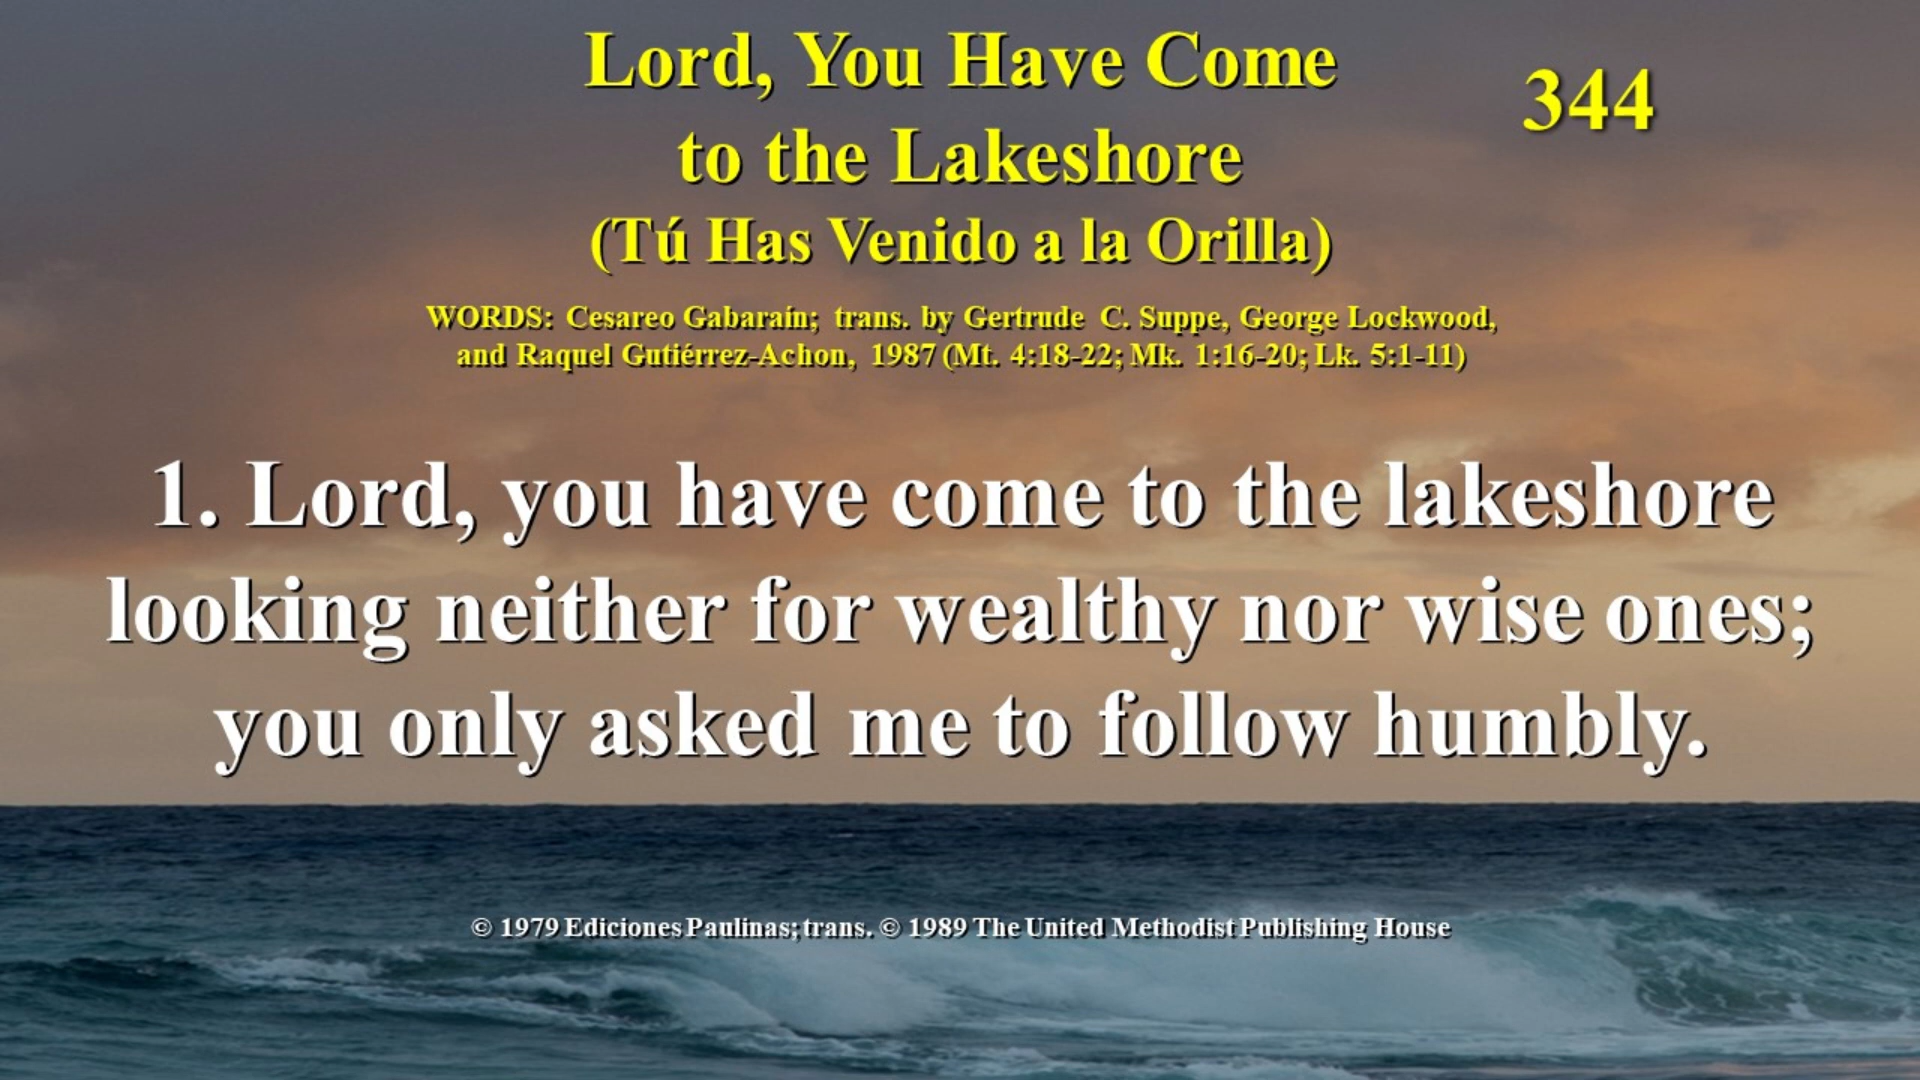 Lord, You Have Come
to the Lakeshore
344
(Tú Has Venido a la Orilla)
WORDS: Cesareo Gabaraín; trans. by Gertrude C. Suppe, George Lockwood,
and Raquel Gutiérrez-Achon, 1987 (Mt. 4:18-22; Mk. 1:16-20; Lk. 5:1-11)
1. Lord, you have come to the lakeshore
looking neither for wealthy nor wise ones;
you only asked me to follow humbly.
© 1979 Ediciones Paulinas; trans. © 1989 The United Methodist Publishing House